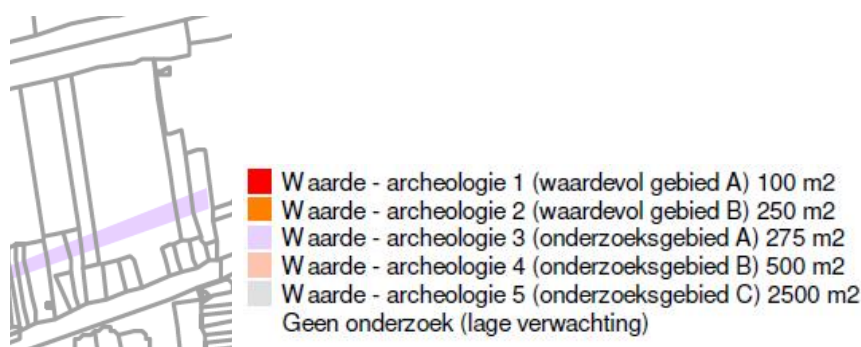 Waarde - archeologie 1 (waardevol gebied A) 100 m2
Waarde - archeologie 2 (waardevol gebied B) 250 m2
Waarde - archeologie 3 (onderzoeksgebied A) 275 m2
Waarde - archeologie 4 (onderzoeksgebied B) 500 m2
Waarde - archeologie 5 (onderzoeksgebied C) 2500 m2
Geen onderzoek (lage verwachting)